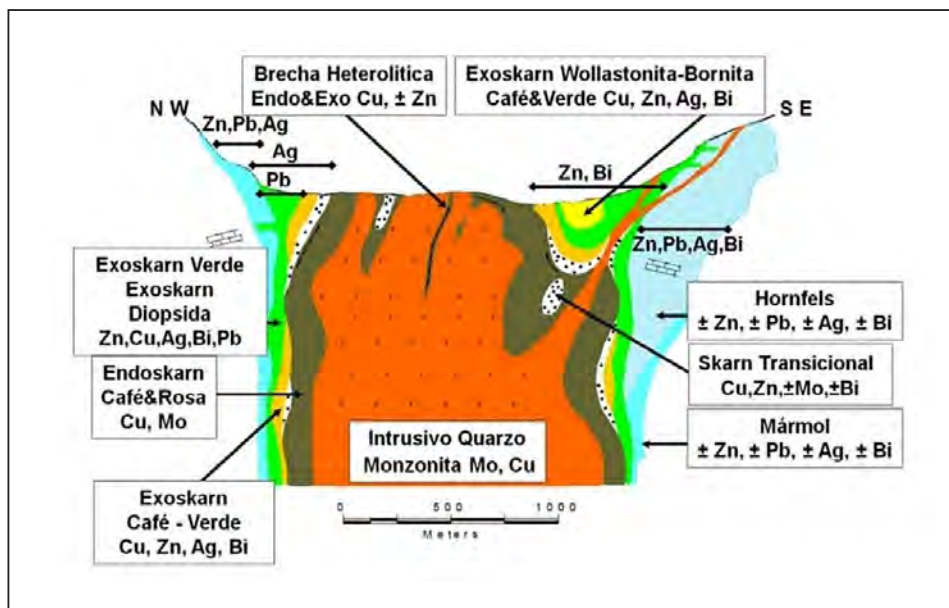 Brecha Heterolitica
Endo&Exo Cu, ± Zn
Exoskarn Wollastonita-Bornita
Café&Verde Cu, Zn, Ag, Bi
N W
S E
Zn,Pb,Ag
Ag
Pb
Zn, Bi
Zn,Pb,Ag,Bi
Exoskarn Verde
Exoskarn
Diopsida
Zn,Cu,Ag,Bi,Pb
Hornfels
± Zn, ± Pb, ± Ag, ± Bi
Endoskarn
Café&Rosa
Cu, Mo
Skarn Transicional
Cu,Zn,±Mo,±Bi
Intrusivo Quarzo
Monzonita Mo, Cu
Mármol
± Zn, ± Pb, ± Ag, ± Bi
Exoskarn
Café - Verde
Cu, Zn, Ag, Bi
0 500 1000
Meters